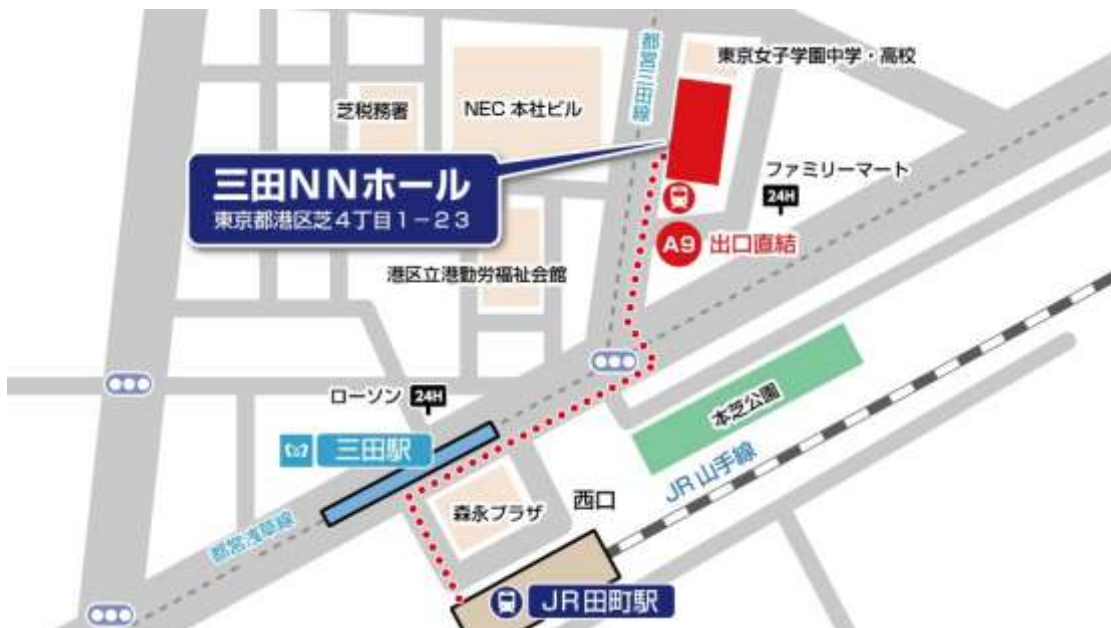 都営三田線
東京女子学園中学・高校
芝税務署
NEC 本社ビル
三田NNホール
東京都港区芝4丁目1－23
ファミリーマート
24H
A9 出口直結
港区立港勤労福祉会館
ローソン 24H
本芝公園
三田駅
JR 山手線
西口
森永プラザ
都営浅草線
JR田町駅